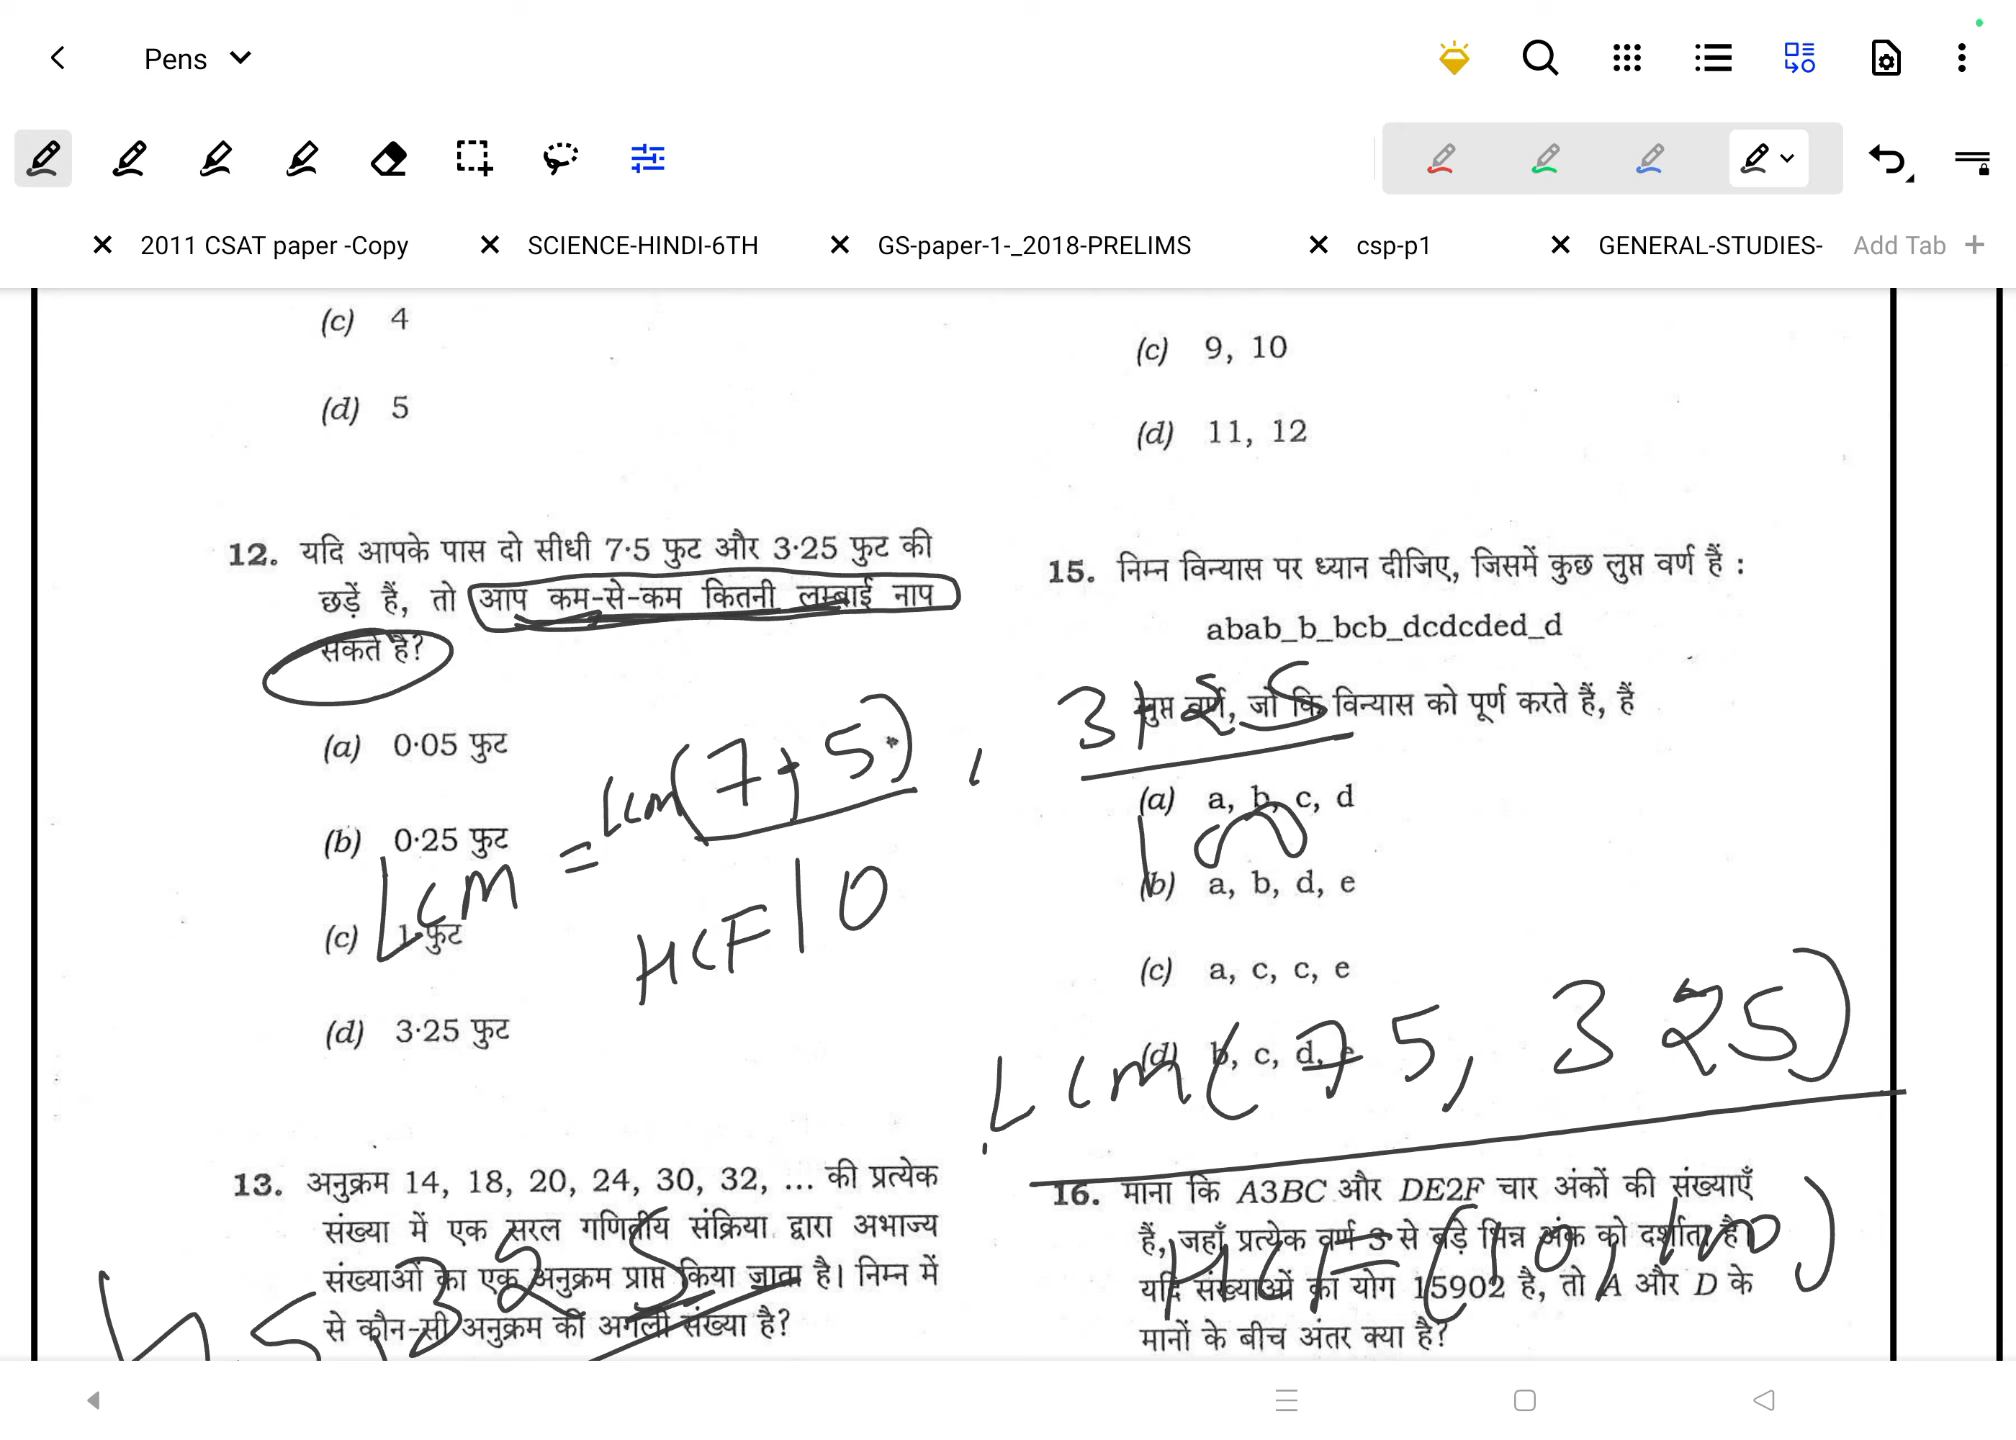 Pens
2011 CSAT paper -Copy
SCIENCE-HINDI-6TH
GS-paper-1-_2018-PRELIMS
csp-p1
GENERAL-STUDIES-
Add Tab +
(c) 4
(d) 5
12. यदि आपके पास दो सीधी 7·5 फुट और 3·25 फुट की
छड़ें हैं, तो आप कम-से-कम कितनी लम्बाई नाप
सकते हैं?
(a) 0·05 फुट
(b) 0·25 फुट
(c) 1 फुट
(d) 3·25 फुट
Lcm = Lcm(7,5), 3,25
HCF 10, 100
13. अनुक्रम 14, 18, 20, 24, 30, 32, ... की प्रत्येक
संख्या में एक सरल गणितीय संक्रिया द्वारा अभाज्य
संख्याओं का एक अनुक्रम प्राप्त किया जाता है। निम्न में
से कौन-सी अनुक्रम की अगली संख्या है?
(c) 9, 10
(d) 11, 12
15. निम्न विन्यास पर ध्यान दीजिए, जिसमें कुछ लुप्त वर्ण हैं :
abab_b_bcb_dcdcded_d
लुप्त वर्ण, जो कि विन्यास को पूर्ण करते हैं, हैं
(a) a, b, c, d
(b) a, b, d, e
(c) a, c, c, e
(d) b, c, d, e
Lcm(75, 325)
HCF=(10, 100)
16. माना कि A3BC और DE2F चार अंकों की संख्याएँ
हैं, जहाँ प्रत्येक वर्ण 3 से बड़े भिन्न अंक को दर्शाता है।
यदि संख्याओं का योग 15902 है, तो A और D के
मानों के बीच अंतर क्या है?